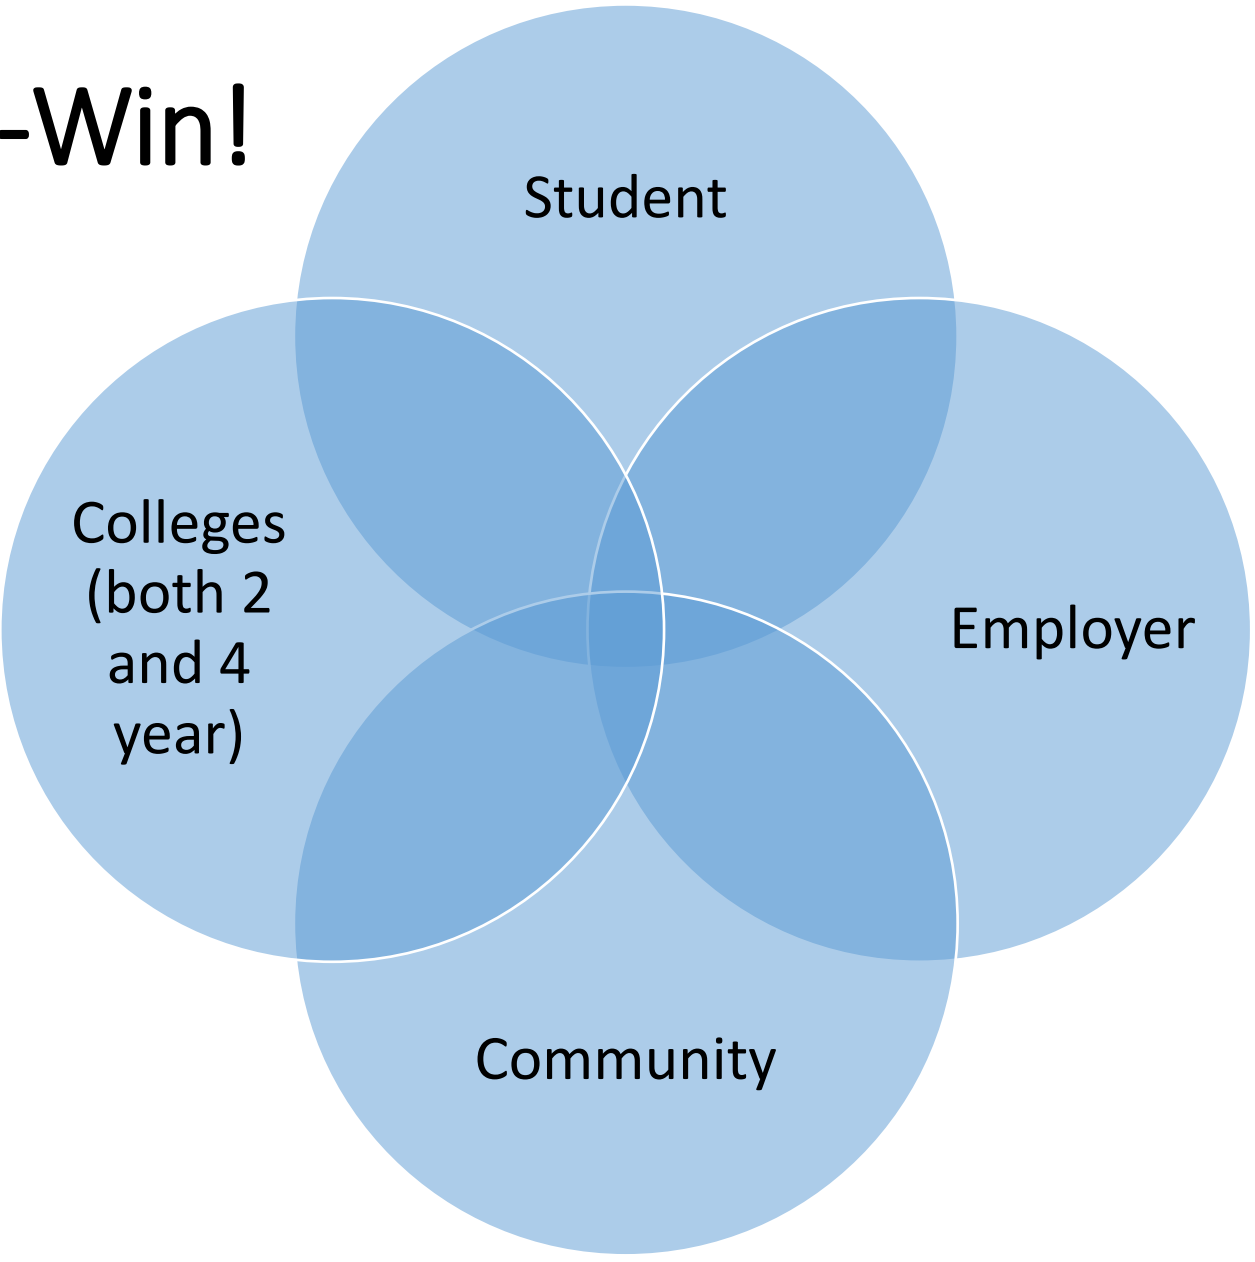 -Win!
Student
Colleges
(both 2
and 4
year)
Employer
Community